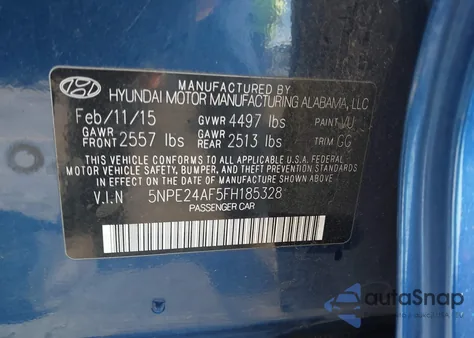 MANUFACTURED BY
HYUNDAI MOTOR MANUFACTURING ALABAMA, LLC
Feb/11/15 GVWR 4497 lbs PAINT VU
GAWR FRONT 2557 lbs GAWR REAR 2513 lbs TRIM GG
THIS VEHICLE CONFORMS TO ALL APPLICABLE U.S.A. FEDERAL
MOTOR VEHICLE SAFETY, BUMPER, AND THEFT PREVENTION STANDARDS
IN EFFECT ON THE DATE OF MANUFACTURE SHOWN ABOVE.
V.I.N 5NPE24AF5FH185328
PASSENGER CAR
autoSnap